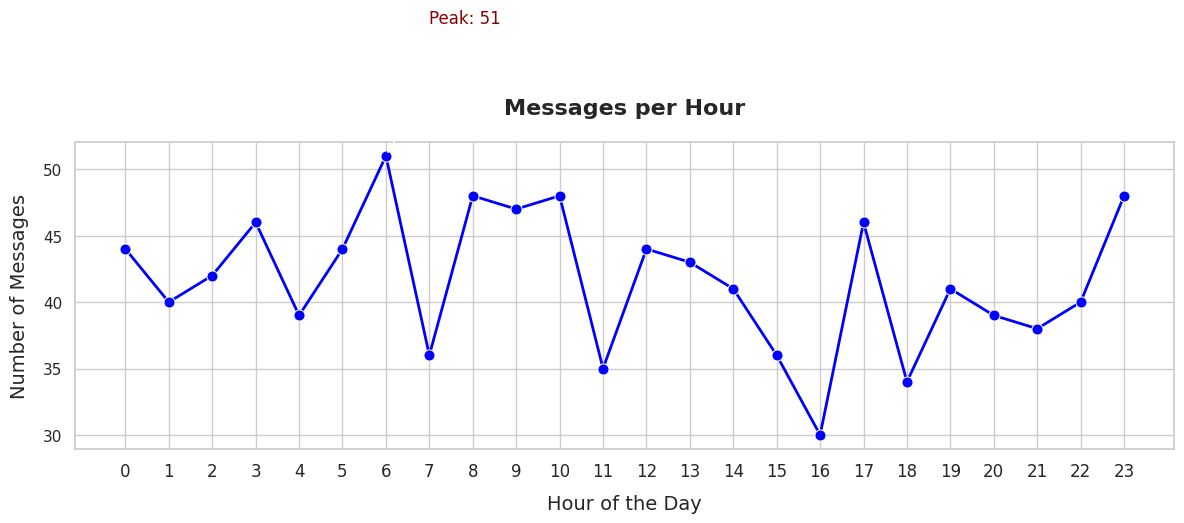 Peak: 51
Messages per Hour
Number of Messages
50
45
40
35
30
0 1 2 3 4 5 6 7 8 9 10 11 12 13 14 15 16 17 18 19 20 21 22 23
Hour of the Day